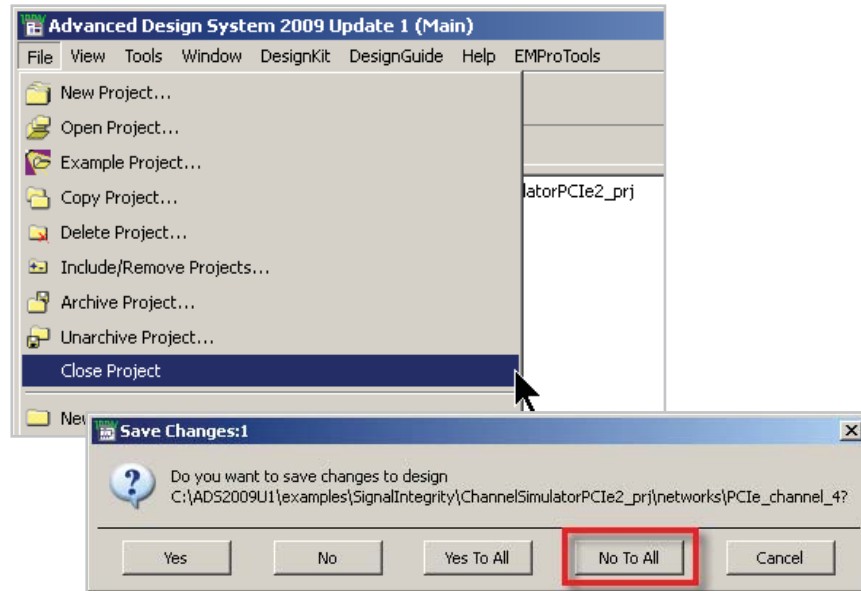 Advanced Design System 2009 Update 1 (Main)
File View Tools Window DesignKit DesignGuide Help EMProTools
New Project...
Open Project...
Example Project...
latorPCIe2_prj
Copy Project...
Delete Project...
Include/Remove Projects...
Archive Project...
Unarchive Project...
Close Project
Save Changes:1
Do you want to save changes to design
C:\ADS2009U1\examples\SignalIntegrity\ChannelSimulatorPCIe2_prj\networks\PCIe_channel_4?
Yes No Yes To All No To All Cancel